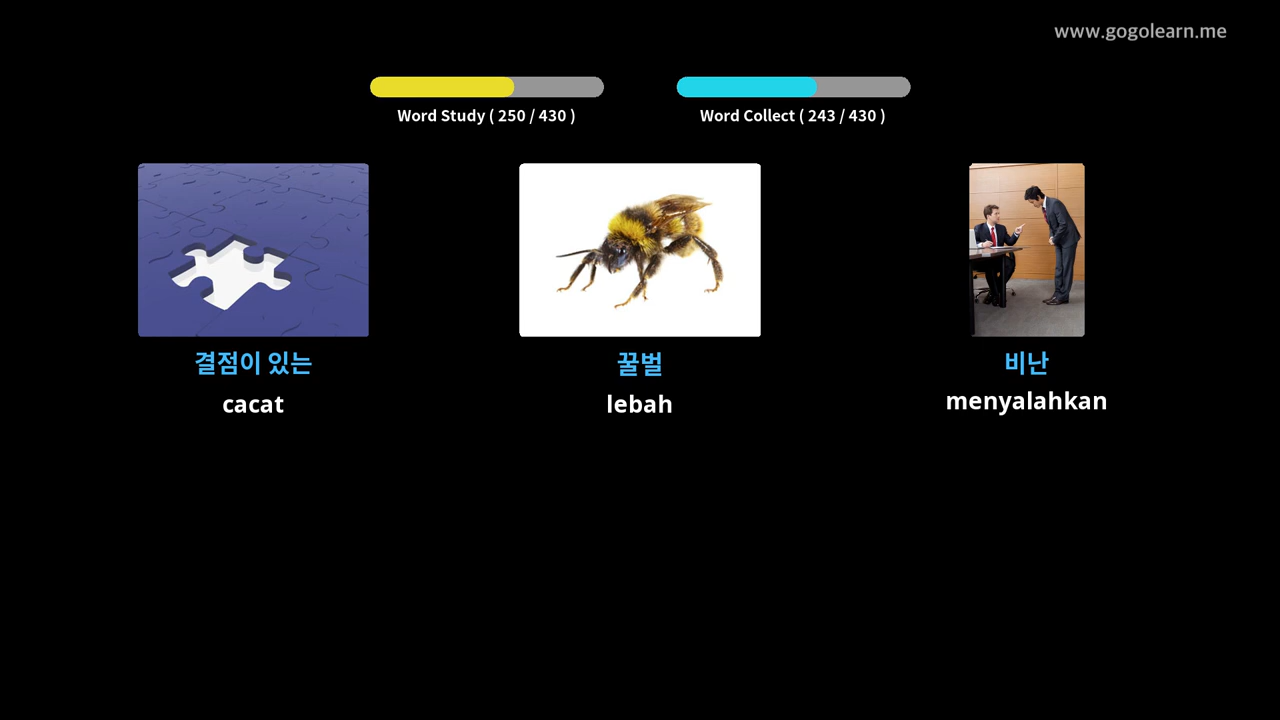 www.gogolearn.me
Word Study ( 250 / 430 )
Word Collect ( 243 / 430 )
결점이 있는
cacat
꿀벌
lebah
비난
menyalahkan